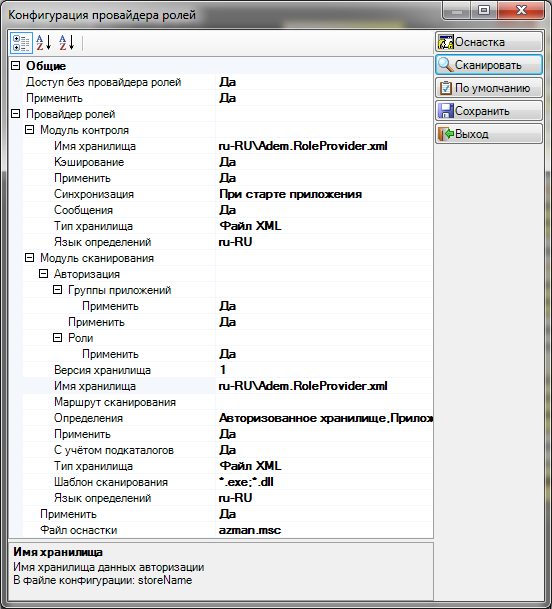 Конфигурация провайдера ролей
Оснастка
Сканировать
По умолчанию
Сохранить
Выход
Общие
Доступ без провайдера ролей Да
Применить Да
Провайдер ролей
Модуль контроля
Имя хранилища ru-RU\Adem.RoleProvider.xml
Кэширование Да
Применить Да
Синхронизация При старте приложения
Сообщения Да
Тип хранилища Файл XML
Язык определений ru-RU
Модуль сканирования
Авторизация
Группы приложений
Применить Да
Применить Да
Роли
Применить Да
Версия хранилища 1
Имя хранилища ru-RU\Adem.RoleProvider.xml
Маршрут сканирования
Определения Авторизованное хранилище,Прилож
Применить Да
С учётом подкаталогов Да
Тип хранилища Файл XML
Шаблон сканирования *.exe;*.dll
Язык определений ru-RU
Применить Да
Файл оснастки azman.msc
Имя хранилища
Имя хранилища данных авторизации
В файле конфигурации: storeName